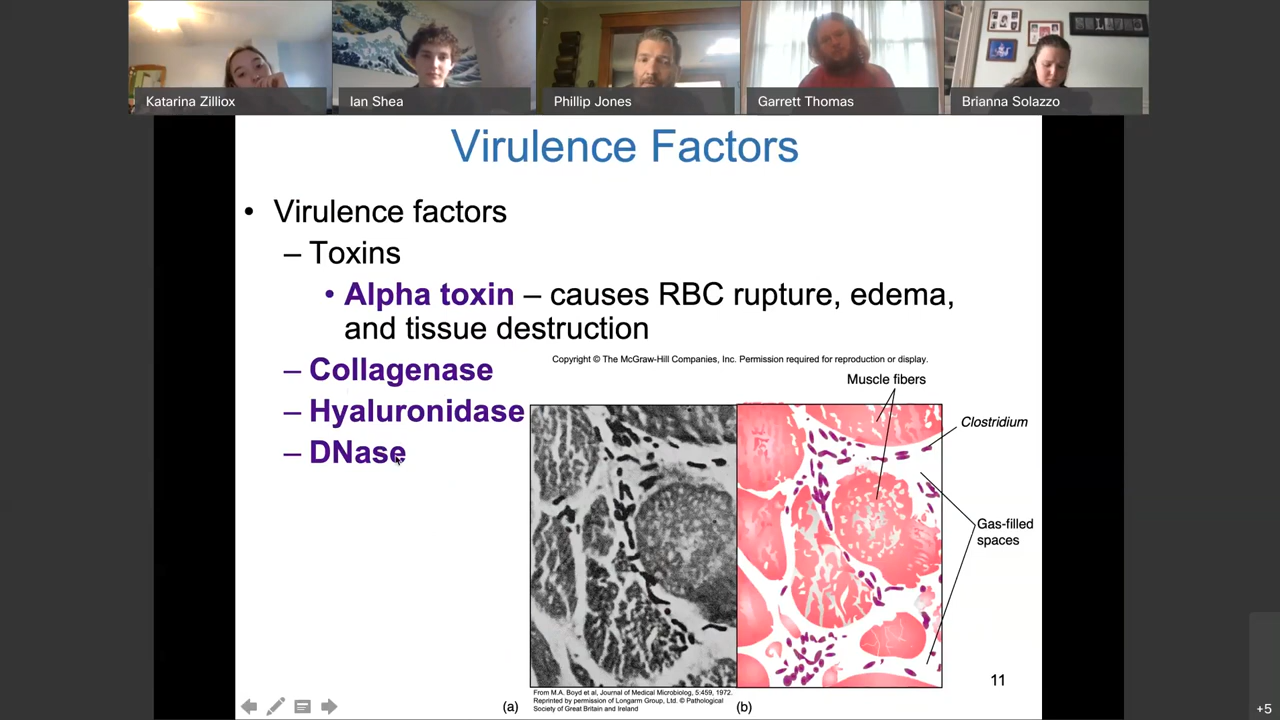 Katarina Zilliox
Ian Shea
Phillip Jones
Garrett Thomas
Brianna Solazzo
Virulence Factors
• Virulence factors
– Toxins
• Alpha toxin – causes RBC rupture, edema,
and tissue destruction
– Collagenase
– Hyaluronidase
– DNase
Copyright © The McGraw-Hill Companies, Inc. Permission required for reproduction or display.
Muscle fibers
Clostridium
Gas-filled
spaces
11
(a)
From M.A. Boyd et al, Journal of Medical Microbiolog, 5:459, 1972.
Reprinted by permission of Longarm Group, Ltd. © Pathological
Society of Great Britain and Ireland
(b)
+5